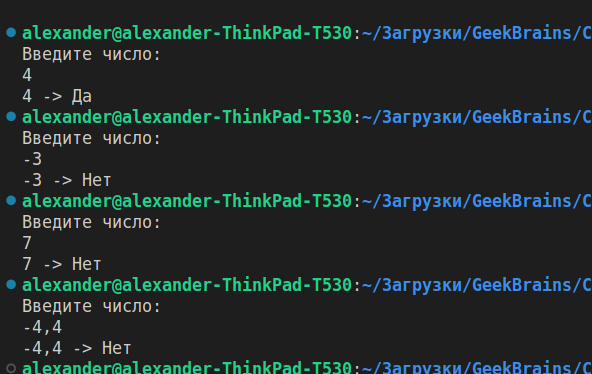 alexander@alexander-ThinkPad-T530:~/Загрузки/GeekBrains/C
Введите число:
4
4 -> Да
alexander@alexander-ThinkPad-T530:~/Загрузки/GeekBrains/C
Введите число:
-3
-3 -> Нет
alexander@alexander-ThinkPad-T530:~/Загрузки/GeekBrains/C
Введите число:
7
7 -> Нет
alexander@alexander-ThinkPad-T530:~/Загрузки/GeekBrains/C
Введите число:
-4,4
-4,4 -> Нет
alexander@alexander-ThinkPad-T530:~/Загрузки/GeekBrains/C